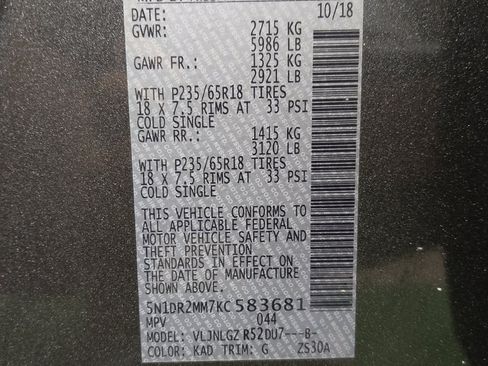 DATE: 10/18
GVWR: 2715 KG
5986 LB
GAWR FR.: 1325 KG
2921 LB
WITH P235/65R18 TIRES
18 X 7.5 RIMS AT 33 PSI
COLD SINGLE
GAWR RR.: 1415 KG
3120 LB
WITH P235/65R18 TIRES
18 X 7.5 RIMS AT 33 PSI
COLD SINGLE
THIS VEHICLE CONFORMS TO
ALL APPLICABLE FEDERAL
MOTOR VEHICLE SAFETY AND
THEFT PREVENTION
STANDARDS IN EFFECT ON
THE DATE OF MANUFACTURE
SHOWN ABOVE.
5N1DR2MM7KC 583681
MPV 044
MODEL: VLJNLGZ R52DU7---8-
COLOR: KAD TRIM: G ZS30A